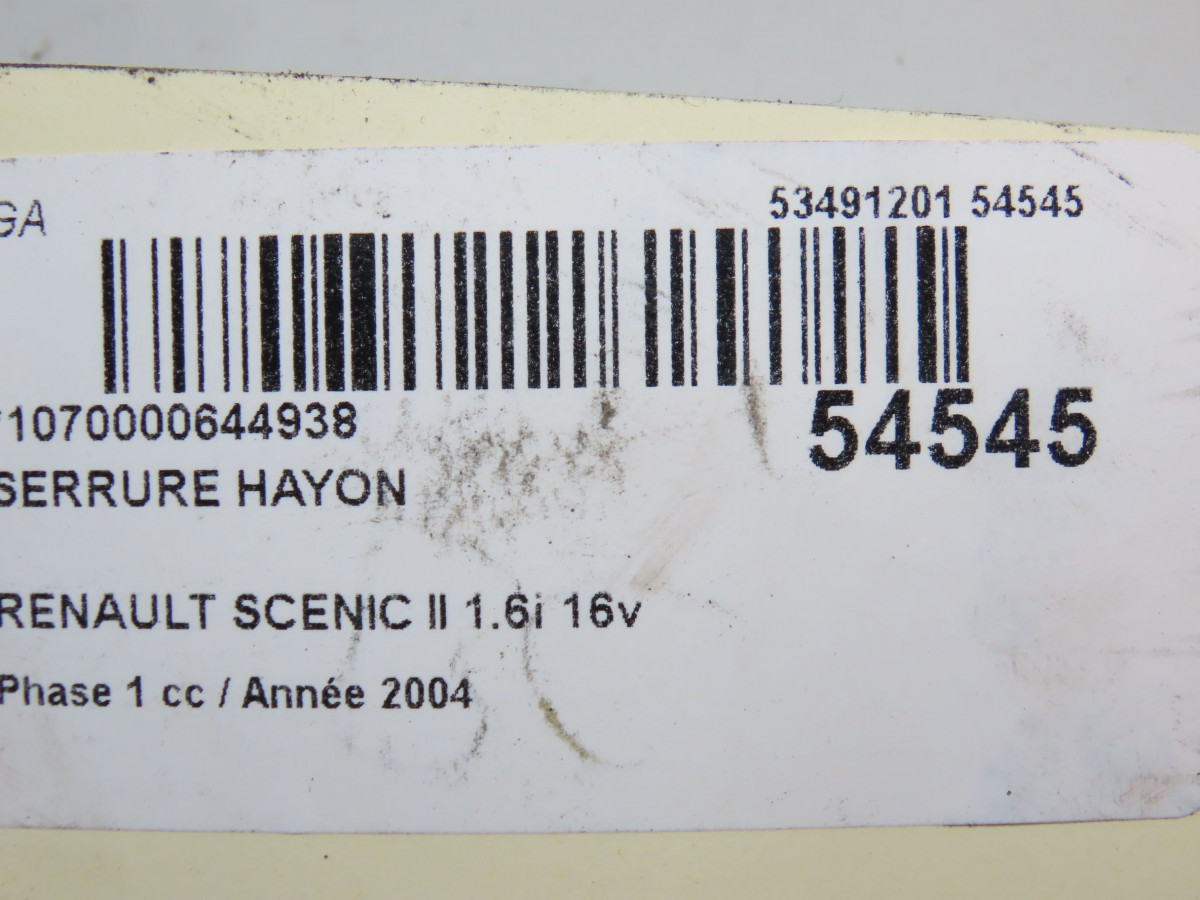 GA
53491201 54545
*1070000644938
54545
SERRURE HAYON
RENAULT SCENIC II 1.6i 16v
Phase 1 cc / Année 2004